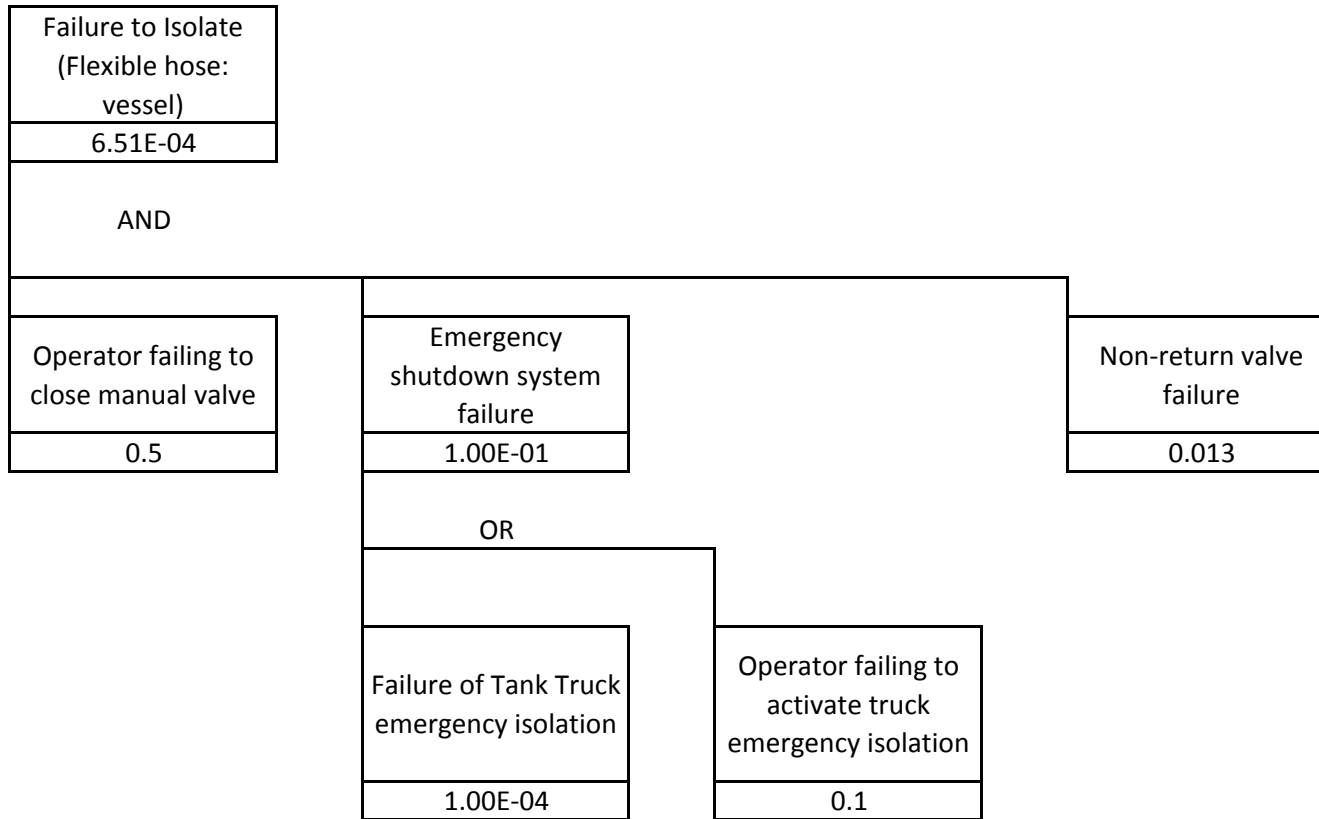 Failure to Isolate
(Flexible hose:
vessel)
6.51E-04
AND
Operator failing to
close manual valve
0.5
Emergency
shutdown system
failure
1.00E-01
Non-return valve
failure
0.013
OR
Failure of Tank Truck
emergency isolation
1.00E-04
Operator failing to
activate truck
emergency isolation
0.1